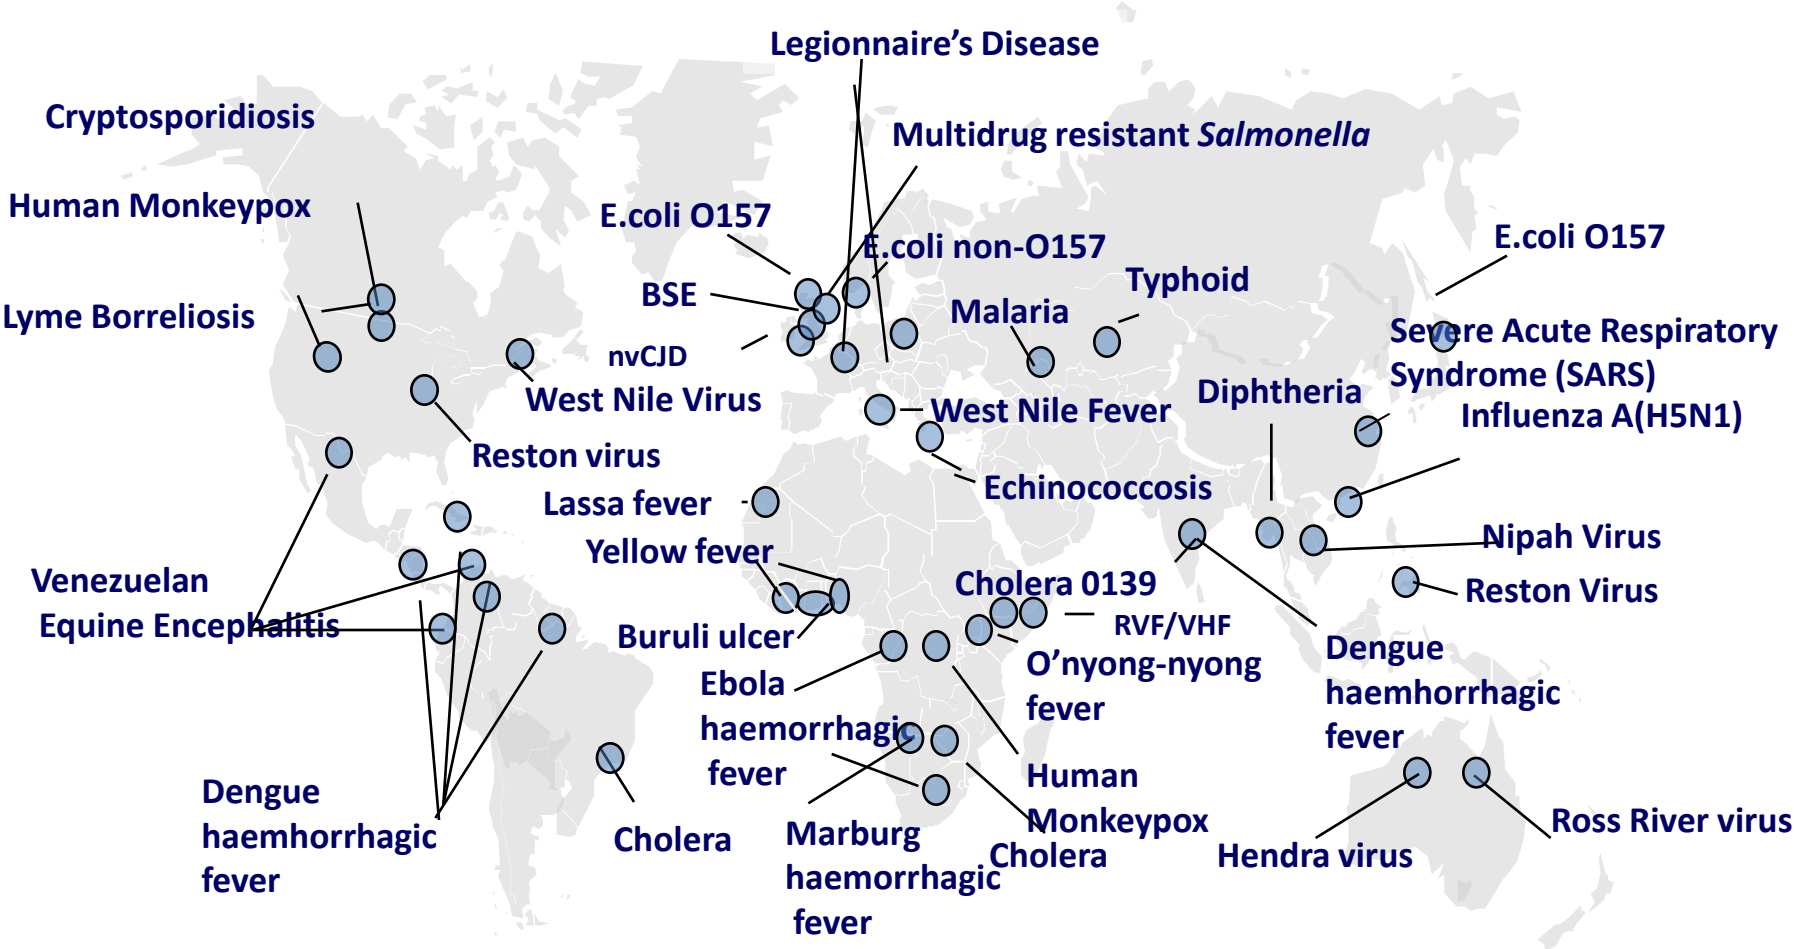 Legionnaire’s Disease
Cryptosporidiosis
Multidrug resistant Salmonella
Human Monkeypox
E.coli O157
E.coli non-O157
E.coli O157
Typhoid
BSE
Malaria
Lyme Borreliosis
Severe Acute Respiratory
Syndrome (SARS)
nvCJD
Diphtheria
West Nile Virus
West Nile Fever
Influenza A(H5N1)
Reston virus
Echinococcosis
Lassa fever
Nipah Virus
Yellow fever
Venezuelan
Equine Encephalitis
Cholera 0139
Reston Virus
RVF/VHF
Buruli ulcer
O’nyong-nyong
fever
Dengue
haemhorrhagic
fever
Ebola
haemorrhagic
fever
Human
Monkeypox
Dengue
haemhorrhagic
fever
Cholera
Marburg
haemorrhagic
fever
Cholera
Hendra virus
Ross River virus